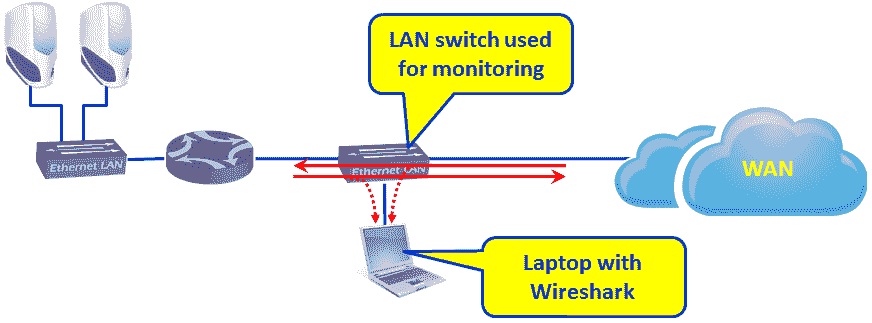 LAN switch used
for monitoring
Ethernet LAN
Ethernet LAN
WAN
Laptop with
Wireshark